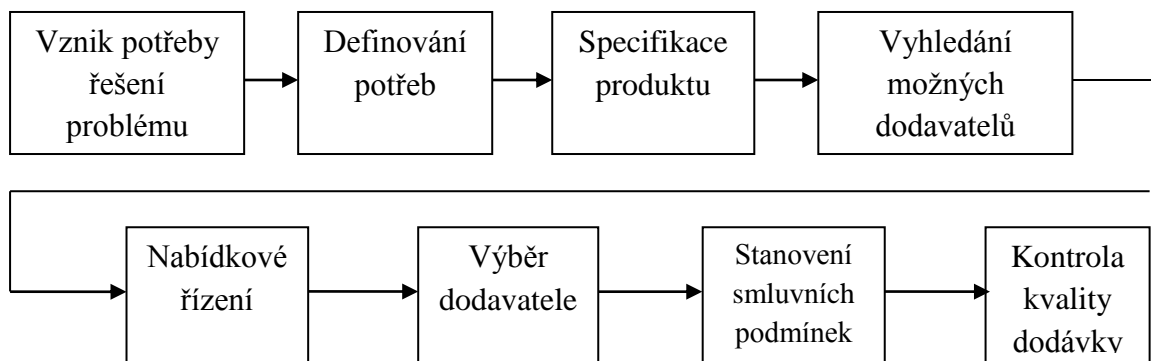 Vznik potřeby
řešení
problému
Definování
potřeb
Specifikace
produktu
Vyhledání
možných
dodavatelů
Nabídkové
řízení
Výběr
dodavatele
Stanovení
smluvních
podmínek
Kontrola
kvality
dodávky